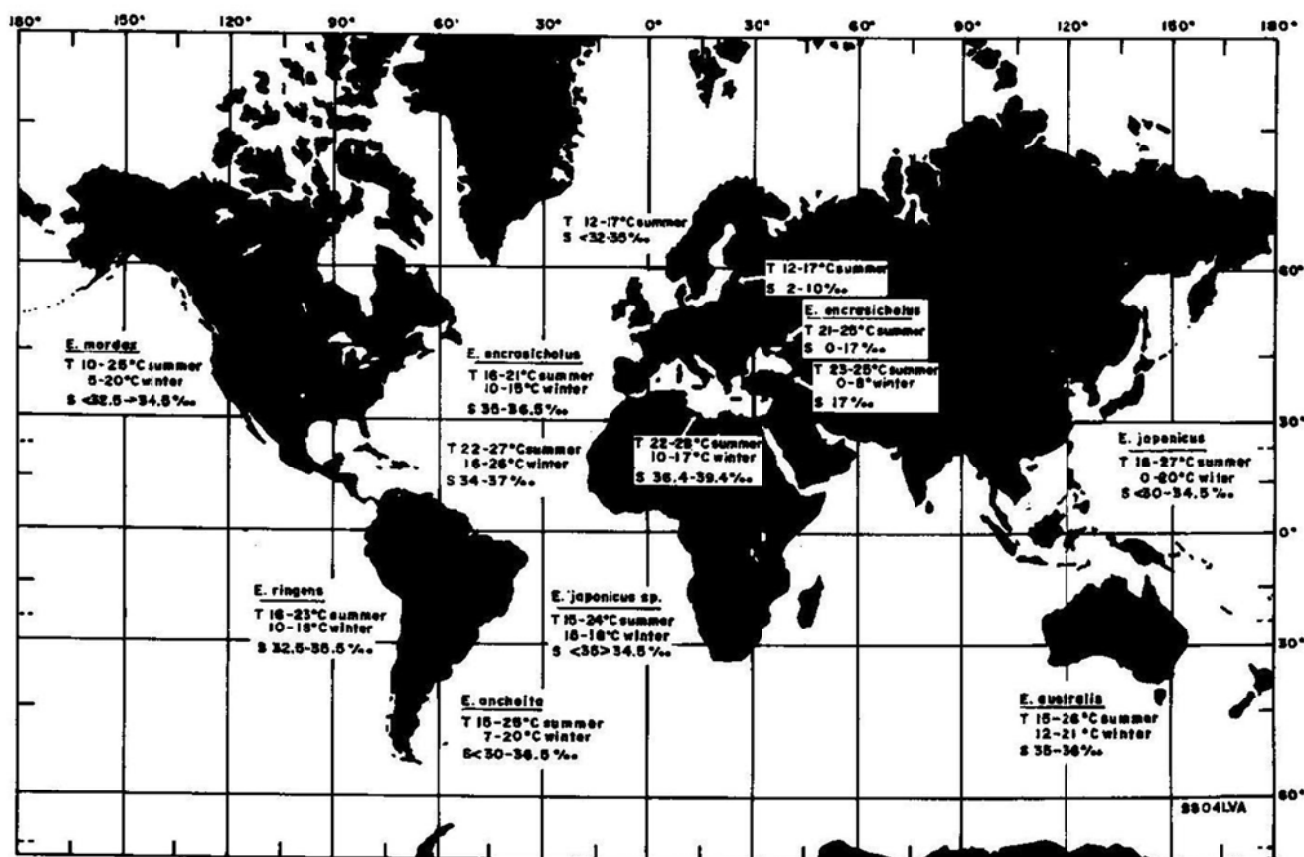 180° 150° 120° 90° 60° 30° 0° 30° 60° 90° 120° 150° 180°
T 12-17°C summer
S <32-35‰
60°
T 12-17°C summer
S 2-10‰
E. encrasicholus
T 21-25°C summer
S 0-17‰
T 23-25°C summer
0-8° winter
S 17‰
E. mordax
T 10-25°C summer
5-20°C winter
S <32.5->34.5‰
E. encrasicholus
T 16-21°C summer
10-15°C winter
S 35-36.5‰
30°
T 22-27°C summer
16-26°C winter
S 34-37‰
T 22-28°C summer
10-17°C winter
S 36.4-39.4‰
E. japonicus
T 16-27°C summer
0-20°C witer
S <30-34.5‰
0°
E. ringens
T 16-23°C summer
10-18°C winter
S 32.5-35.5‰
E. japonicus sp.
T 15-24°C summer
15-18°C winter
S <35>34.5‰
30°
E. anchoita
T 15-25°C summer
7-20°C winter
S<30-36.5‰
E. australis
T 15-26°C summer
12-21°C winter
S 35-36‰
60°
SS04LVA